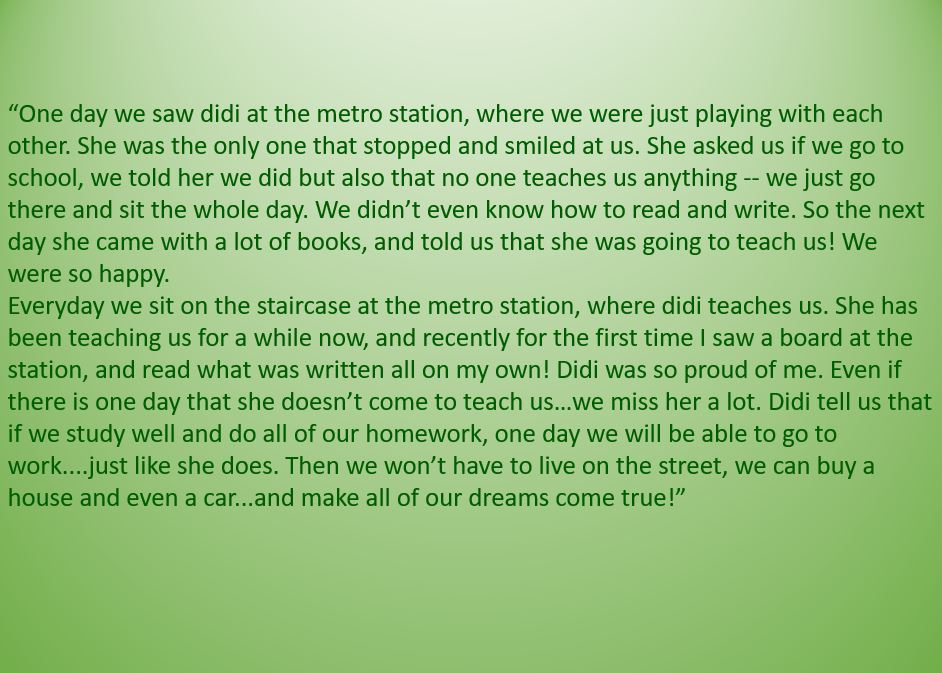 “One day we saw didi at the metro station, where we were just playing with each
other. She was the only one that stopped and smiled at us. She asked us if we go to
school, we told her we did but also that no one teaches us anything -- we just go
there and sit the whole day. We didn’t even know how to read and write. So the next
day she came with a lot of books, and told us that she was going to teach us! We
were so happy.
Everyday we sit on the staircase at the metro station, where didi teaches us. She has
been teaching us for a while now, and recently for the first time I saw a board at the
station, and read what was written all on my own! Didi was so proud of me. Even if
there is one day that she doesn’t come to teach us…we miss her a lot. Didi tell us that
if we study well and do all of our homework, one day we will be able to go to
work....just like she does. Then we won’t have to live on the street, we can buy a
house and even a car...and make all of our dreams come true!”